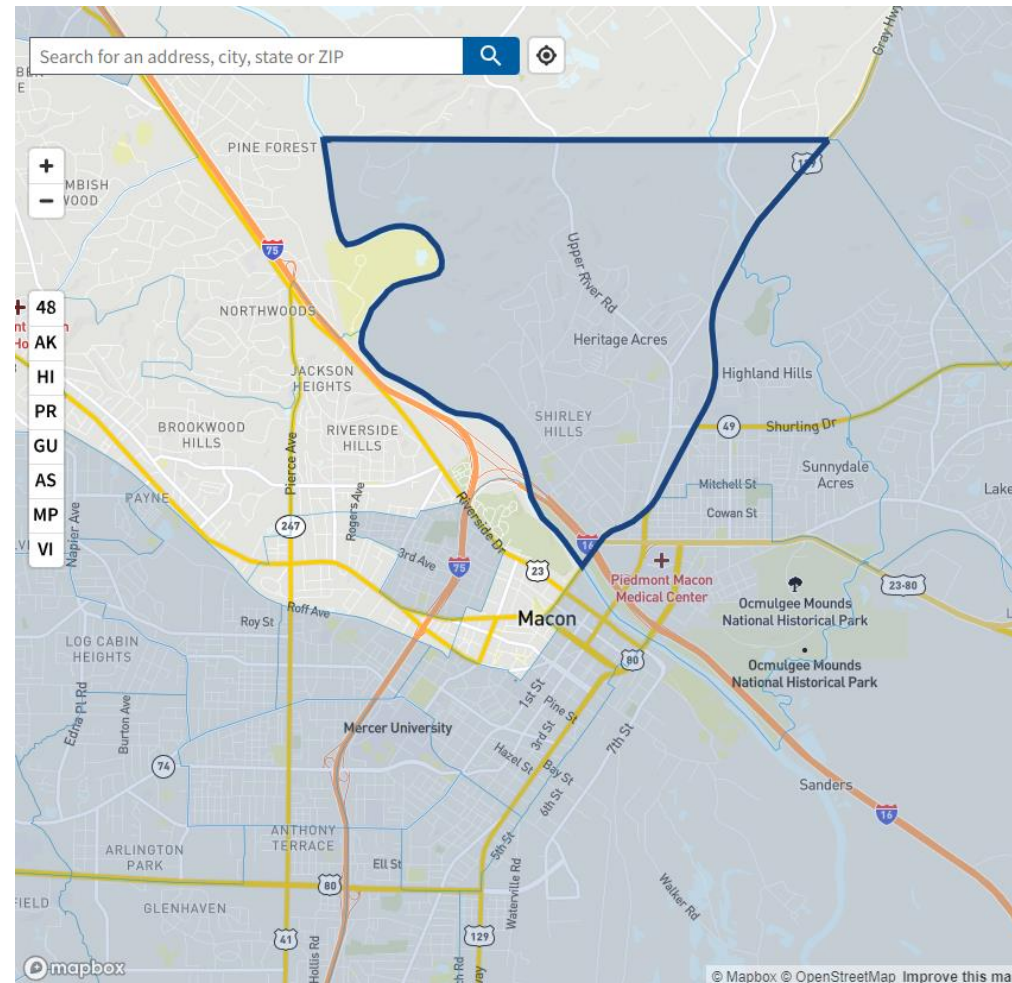 Gray Hwy
Search for an address, city, state or ZIP
PINE FOREST
129
+
−
WOOD
75
Upper River Rd
48
NORTHWOODS
AK
Heritage Acres
HI
JACKSON
HEIGHTS
Highland Hills
PR
GU
SHIRLEY
HILLS
BROOKWOOD
HILLS
RIVERSIDE
HILLS
49
Shurling Dr
AS
Pierce Ave
Sunnydale
Acres
MP
PAYNE
Rogers Ave
Riverside Dr
Mitchell St
Lake
Cowan St
VI
Napier Ave
247
16
3rd Ave
75
23
Piedmont Macon
Medical Center
23-80
Ocmulgee Mounds
National Historical Park
Roff Ave
Roy St
Macon
LOG CABIN
HEIGHTS
80
Ocmulgee Mounds
National Historical Park
Edna Pl Rd
Burton Ave
1st St
Pine St
Mercer University
3rd St
7th St
Hazel St
Bay St
74
6th St
Sanders
16
ANTHONY
TERRACE
5th St
ARLINGTON
PARK
Ell St
80
Waterville Rd
Walker Rd
FIELD
GLENHAVEN
41
Hollis Rd
129
mapbox
© Mapbox © OpenStreetMap Improve this ma